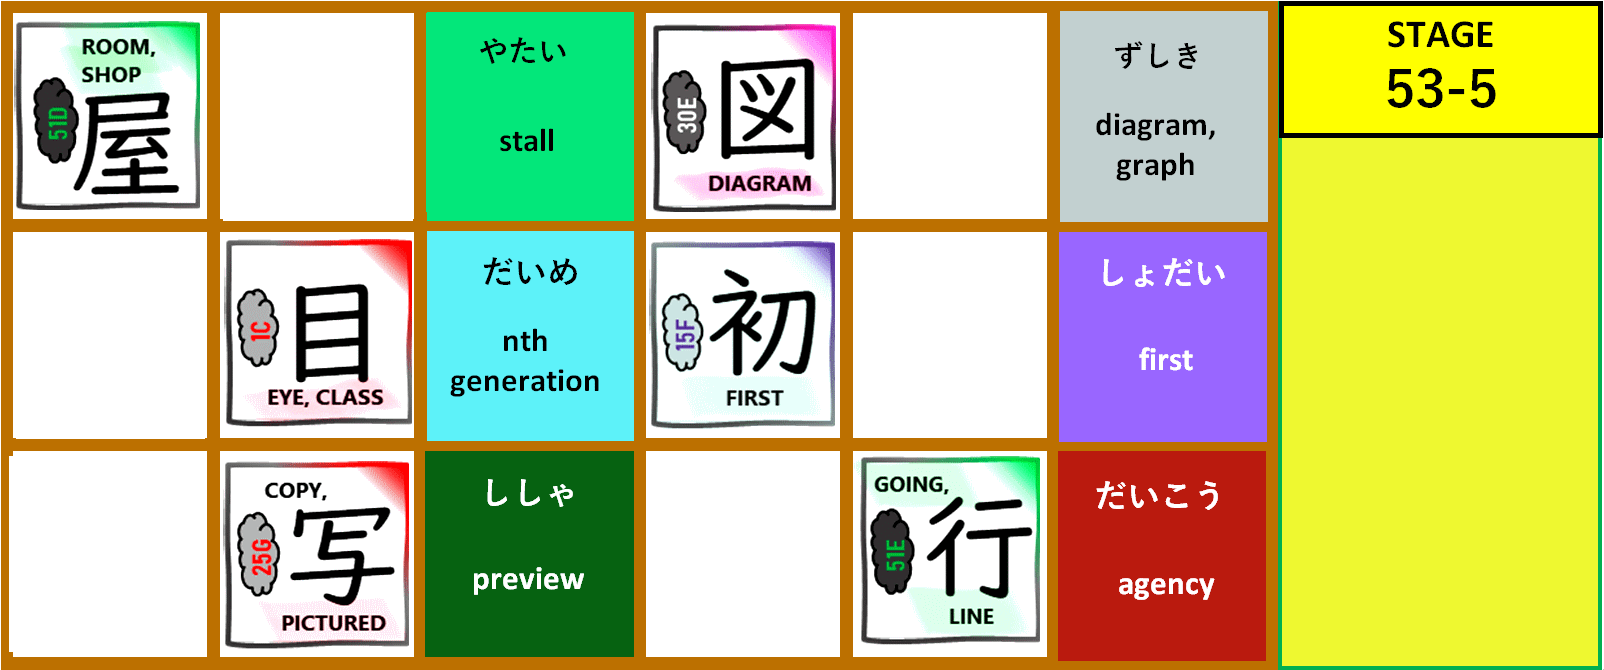 ROOM,
SHOP
51D
屋
やたい
stall
30E
図
DIAGRAM
ずしき
diagram,
graph
STAGE
53-5
1C
目
EYE, CLASS
だいめ
nth
generation
15F
初
FIRST
しょだい
first
COPY,
25G
写
PICTURED
ししゃ
preview
GOING,
51E
行
LINE
だいこう
agency